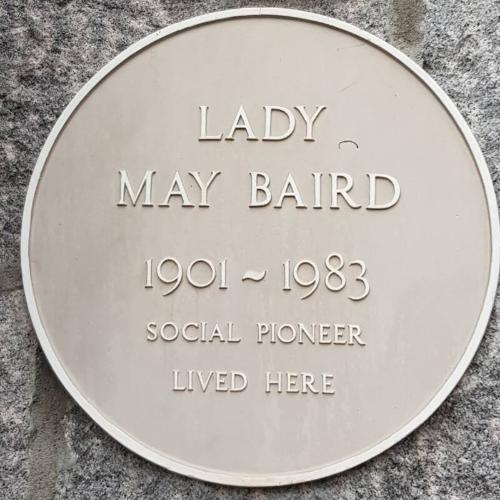 LADY
MAY BAIRD
1901 ~ 1983
SOCIAL PIONEER
LIVED HERE